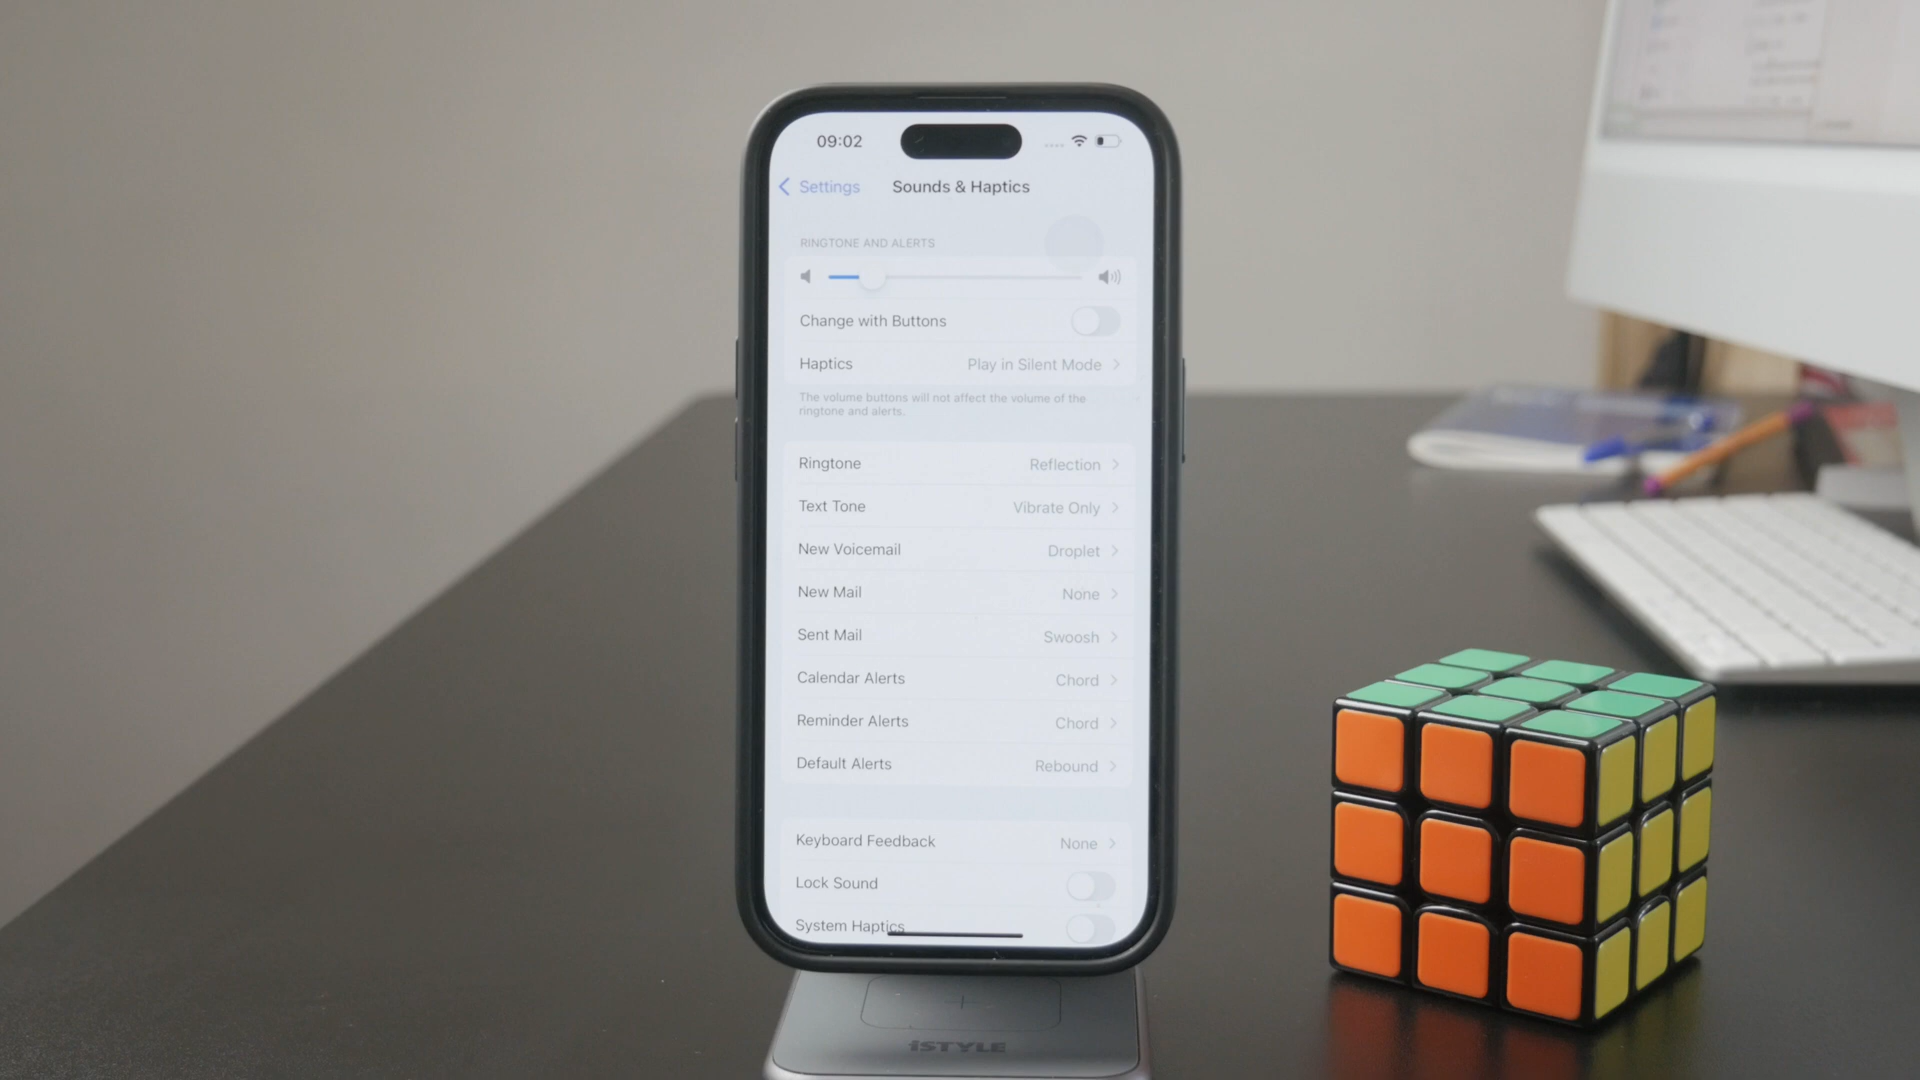 09:02
Settings Sounds & Haptics
RINGTONE AND ALERTS
Change with Buttons
Haptics Play in Silent Mode
The volume buttons will not affect the volume of the
ringtone and alerts.
Ringtone Reflection
Text Tone Vibrate Only
New Voicemail Droplet
New Mail None
Sent Mail Swoosh
Calendar Alerts Chord
Reminder Alerts Chord
Default Alerts Rebound
Keyboard Feedback None
Lock Sound
System Haptics
iSTYLE